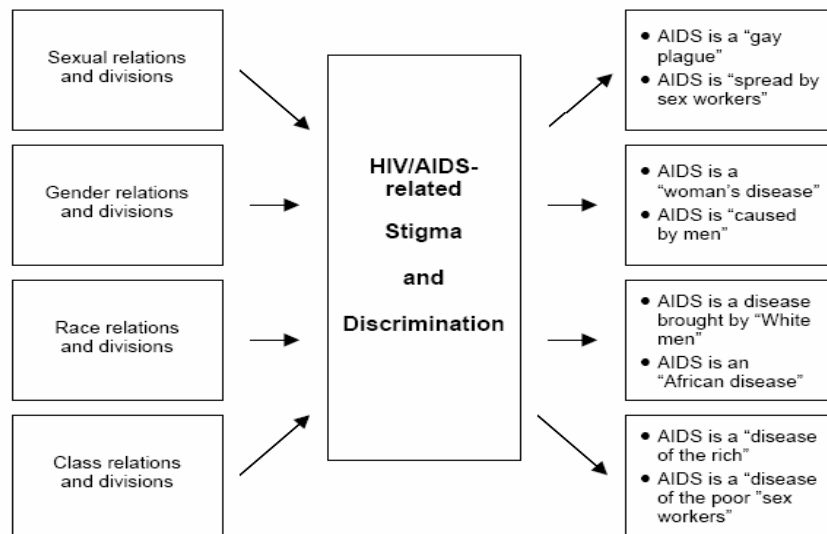 Sexual relations
and divisions
Gender relations
and divisions
Race relations
and divisions
Class relations
and divisions
HIV/AIDS-
related
Stigma
and
Discrimination
● AIDS is a “gay
plague”
● AIDS is “spread by
sex workers”
● AIDS is a
“woman’s disease”
● AIDS is “caused
by men”
● AIDS is a disease
brought by “White
men”
● AIDS is an
“African disease”
● AIDS is a “disease
of the rich”
● AIDS is a “disease
of the poor ”sex
workers”